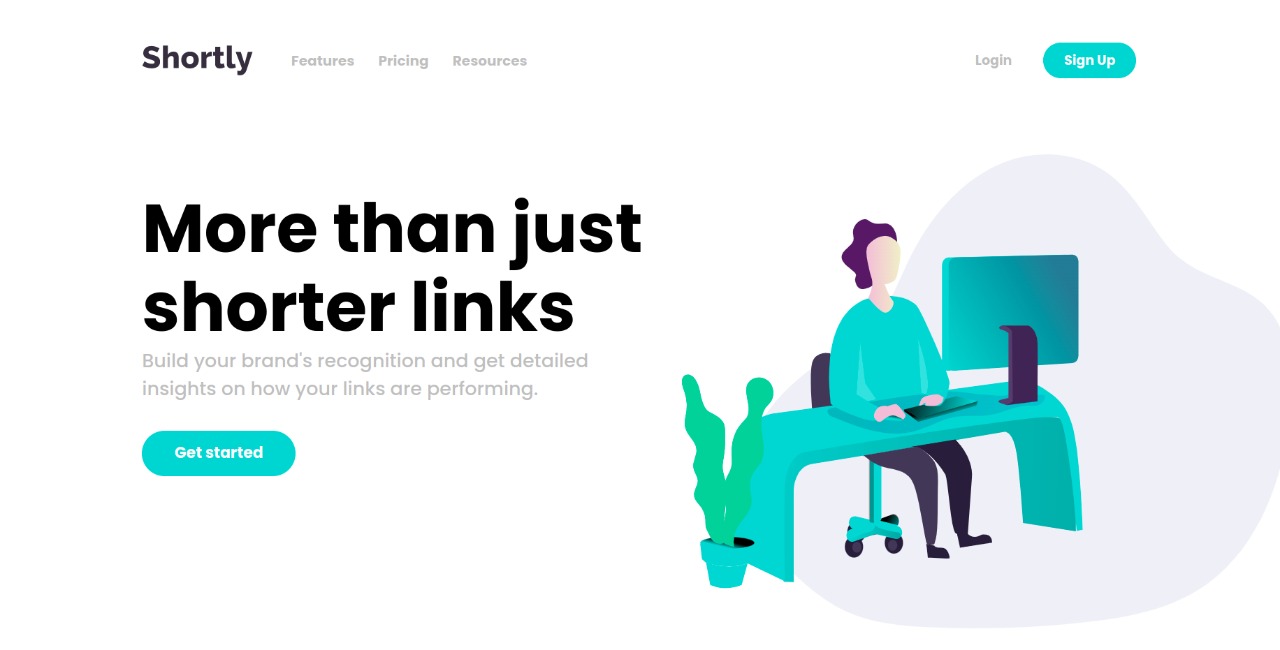 Shortly Features Pricing Resources Login Sign Up
More than just
shorter links
Build your brand's recognition and get detailed
insights on how your links are performing.
Get started